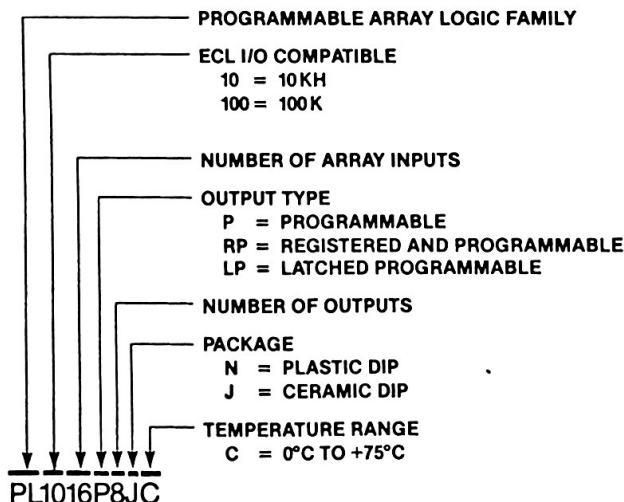 PROGRAMMABLE ARRAY LOGIC FAMILY
ECL I/O COMPATIBLE
10 = 10KH
100 = 100K
NUMBER OF ARRAY INPUTS
OUTPUT TYPE
P = PROGRAMMABLE
RP = REGISTERED AND PROGRAMMABLE
LP = LATCHED PROGRAMMABLE
NUMBER OF OUTPUTS
PACKAGE
N = PLASTIC DIP
J = CERAMIC DIP
TEMPERATURE RANGE
C = 0°C TO +75°C
PL1016P8JC